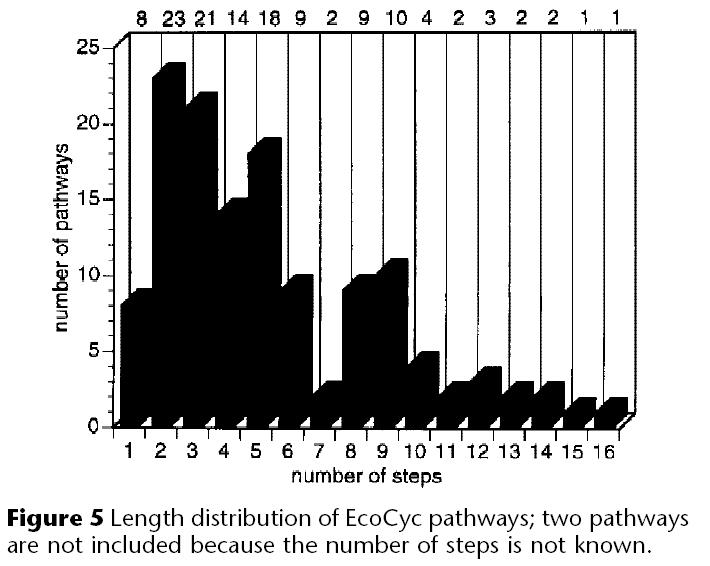 8 23 21 14 18 9 2 9 10 4 2 3 2 2 1 1
25
20
15
10
5
0
number of pathways
1 2 3 4 5 6 7 8 9 10 11 12 13 14 15 16
number of steps
Figure 5 Length distribution of EcoCyc pathways; two pathways
are not included because the number of steps is not known.